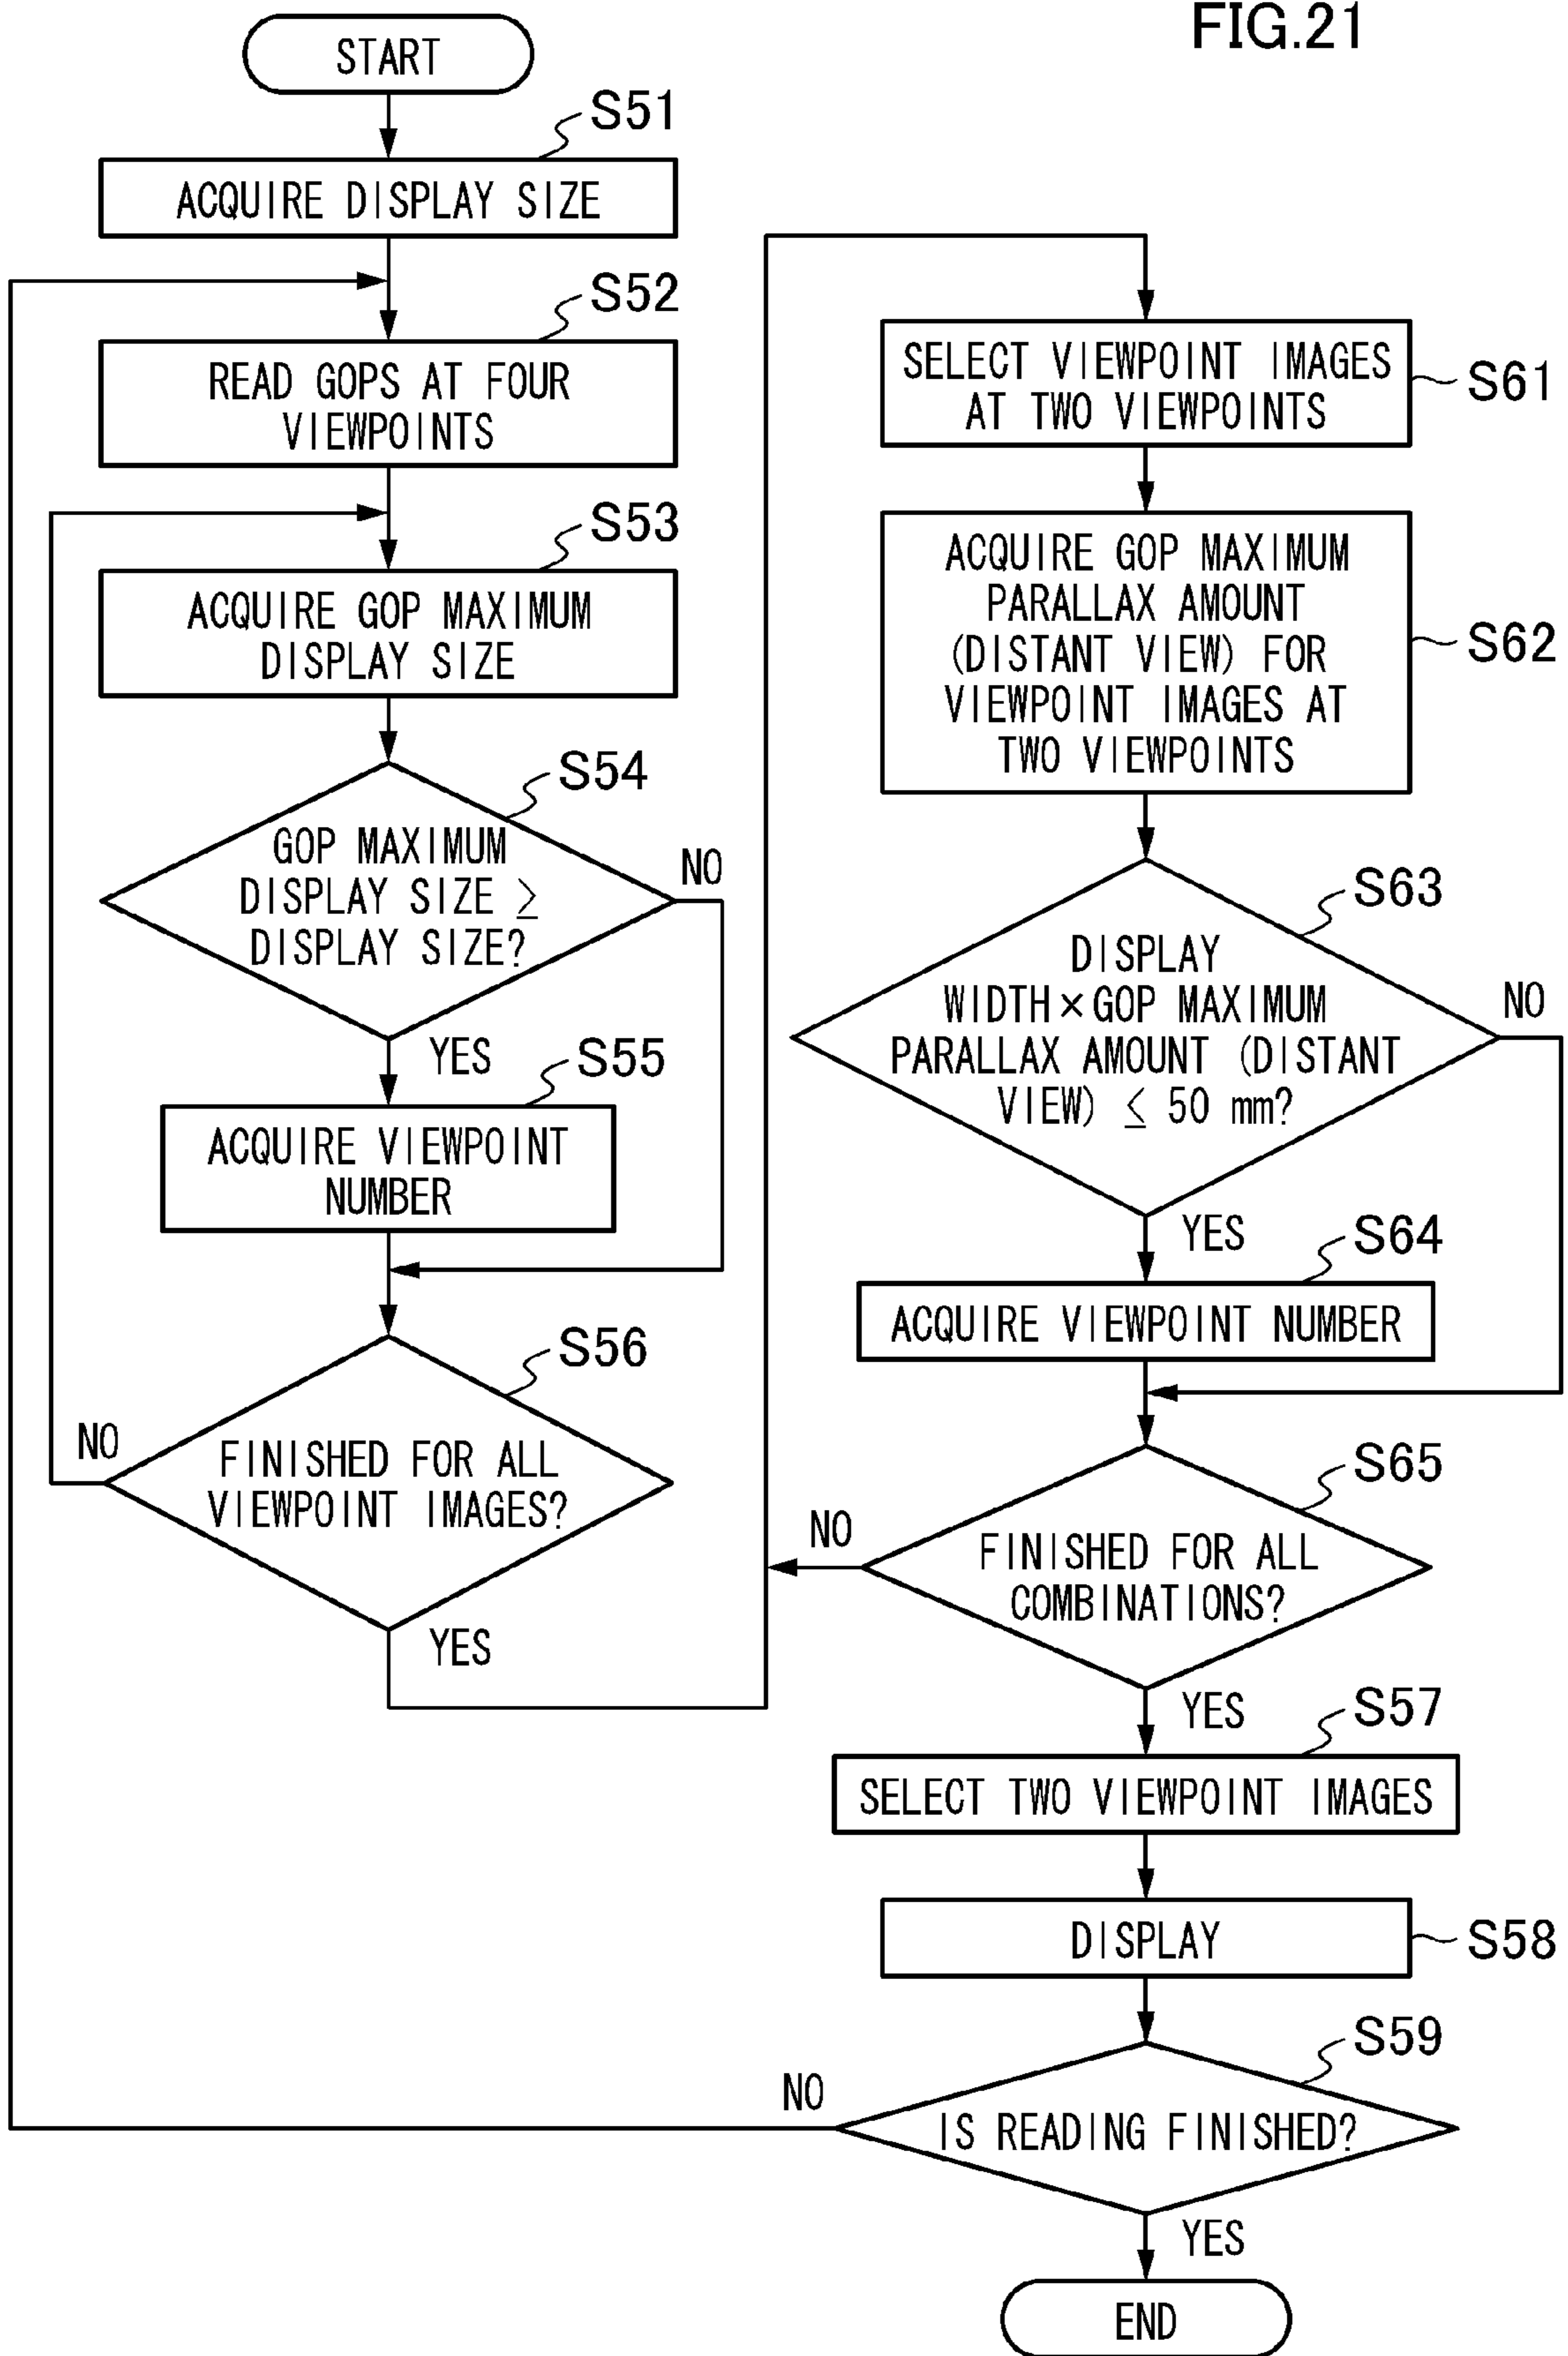 FIG.21
START
S51
ACQUIRE DISPLAY SIZE
S52
READ GOPS AT FOUR
VIEWPOINTS
S53
ACQUIRE GOP MAXIMUM
DISPLAY SIZE
S54
GOP MAXIMUM
DISPLAY SIZE ≥
DISPLAY SIZE?
NO
YES
S55
ACQUIRE VIEWPOINT
NUMBER
S56
FINISHED FOR ALL
VIEWPOINT IMAGES?
NO
YES
SELECT VIEWPOINT IMAGES
AT TWO VIEWPOINTS
S61
ACQUIRE GOP MAXIMUM
PARALLAX AMOUNT
(DISTANT VIEW) FOR
VIEWPOINT IMAGES AT
TWO VIEWPOINTS
S62
S63
DISPLAY
WIDTH×GOP MAXIMUM
PARALLAX AMOUNT (DISTANT
VIEW) ≤ 50 mm?
NO
YES
S64
ACQUIRE VIEWPOINT NUMBER
S65
FINISHED FOR ALL
COMBINATIONS?
NO
YES
S57
SELECT TWO VIEWPOINT IMAGES
DISPLAY
S58
S59
IS READING FINISHED?
NO
YES
END